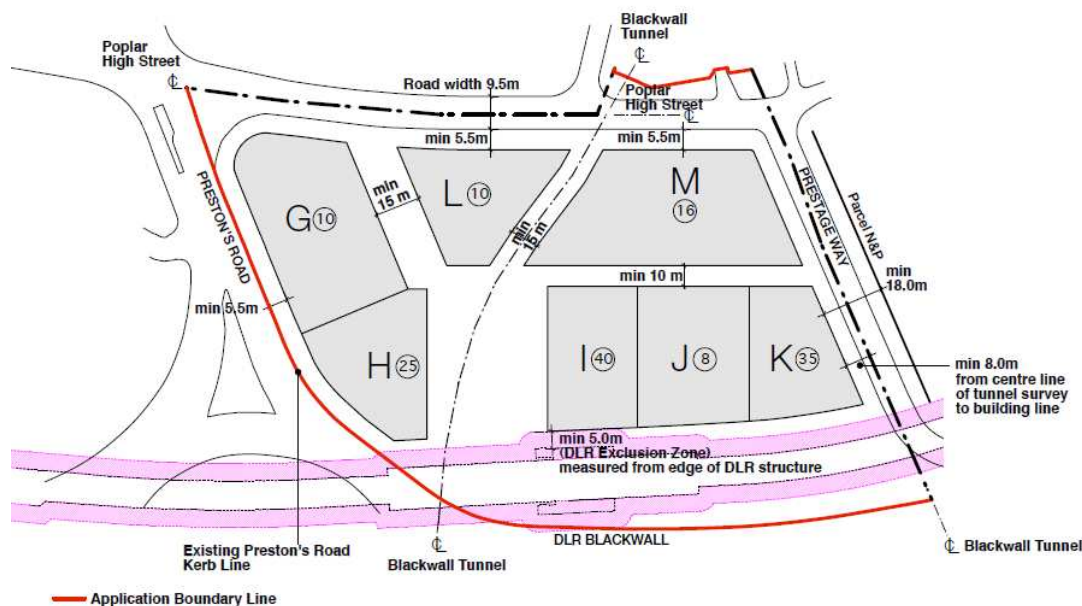 Blackwall
Tunnel
℄
Poplar
High Street
℄
Road width 9.5m
Poplar
High Street
℄
min 5.5m
min 5.5m
PRESTON'S ROAD
G 10
min
15 m
L 10
min
15 m
M
16
PRESTAGE WAY
Parcel N&P
min
18.0m
min 10 m
min 5.5m
H 25
I 40
J 8
K 35
min 8.0m
from centre line
of tunnel survey
to building line
min 5.0m
(DLR Exclusion Zone)
measured from edge of DLR structure
Existing Preston's Road
Kerb Line
℄
Blackwall Tunnel
DLR BLACKWALL
℄ Blackwall Tunnel
Application Boundary Line